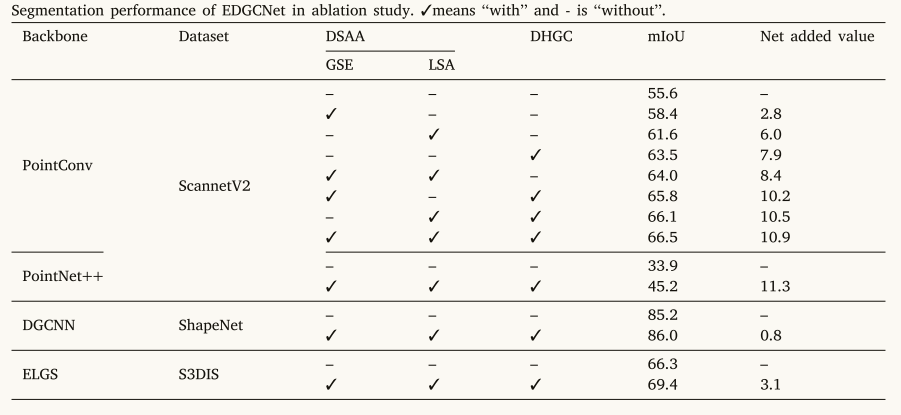 Segmentation performance of EDGCNet in ablation study. ✓means “with” and - is “without”.
Backbone Dataset DSAA DHGC mIoU Net added value
GSE LSA
– – – 55.6 –
✓ – – 58.4 2.8
– ✓ – 61.6 6.0
– – ✓ 63.5 7.9
PointConv
✓ ✓ – 64.0 8.4
ScannetV2
✓ – ✓ 65.8 10.2
– ✓ ✓ 66.1 10.5
✓ ✓ ✓ 66.5 10.9
– – – 33.9 –
PointNet++
✓ ✓ ✓ 45.2 11.3
– – – 85.2 –
DGCNN ShapeNet
✓ ✓ ✓ 86.0 0.8
– – – 66.3 –
ELGS S3DIS
✓ ✓ ✓ 69.4 3.1